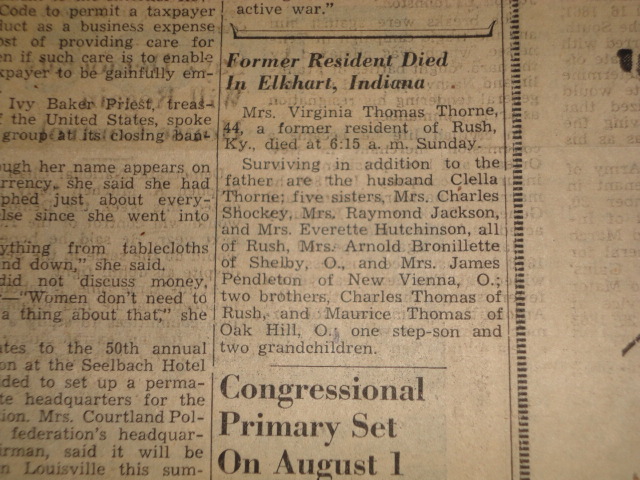 Code to permit a taxpayer
duct as a business expense
ost of providing care for
en if such care is to enable
xpayer to be gainfully em-
Ivy Baker Priest, treas-
f the United States, spoke
group at its closing ban-
ough her name appears on
rrency, she said she had
phed just about every-
else since she went into
ything from tablecloths
nd down," she said.
did not discuss money,
—"Women don't need to
a thing about that," she
ates to the 50th annual
on at the Seelbach Hotel
ded to set up a perma-
te headquarters for the
ion. Mrs. Courtland Pol-
federation's headquar-
irman, said it will be
n Louisville this sum-
active war."
Former Resident Died
In Elkhart, Indiana
Mrs. Virginia Thomas Thorne,
44, a former resident of Rush,
Ky., died at 6:15 a. m. Sunday.
Surviving in addition to the
father are the husband Clella
Thorne; five sisters, Mrs. Charles
Shockey, Mrs. Raymond Jackson,
and Mrs. Everette Hutchinson, all
of Rush, Mrs. Arnold Bronillette
of Shelby, O., and Mrs. James
Pendleton of New Vienna, O.;
two brothers, Charles Thomas of
Rush, and Maurice Thomas of
Oak Hill, O., one step-son and
two grandchildren.
Congressional
Primary Set
On August 1